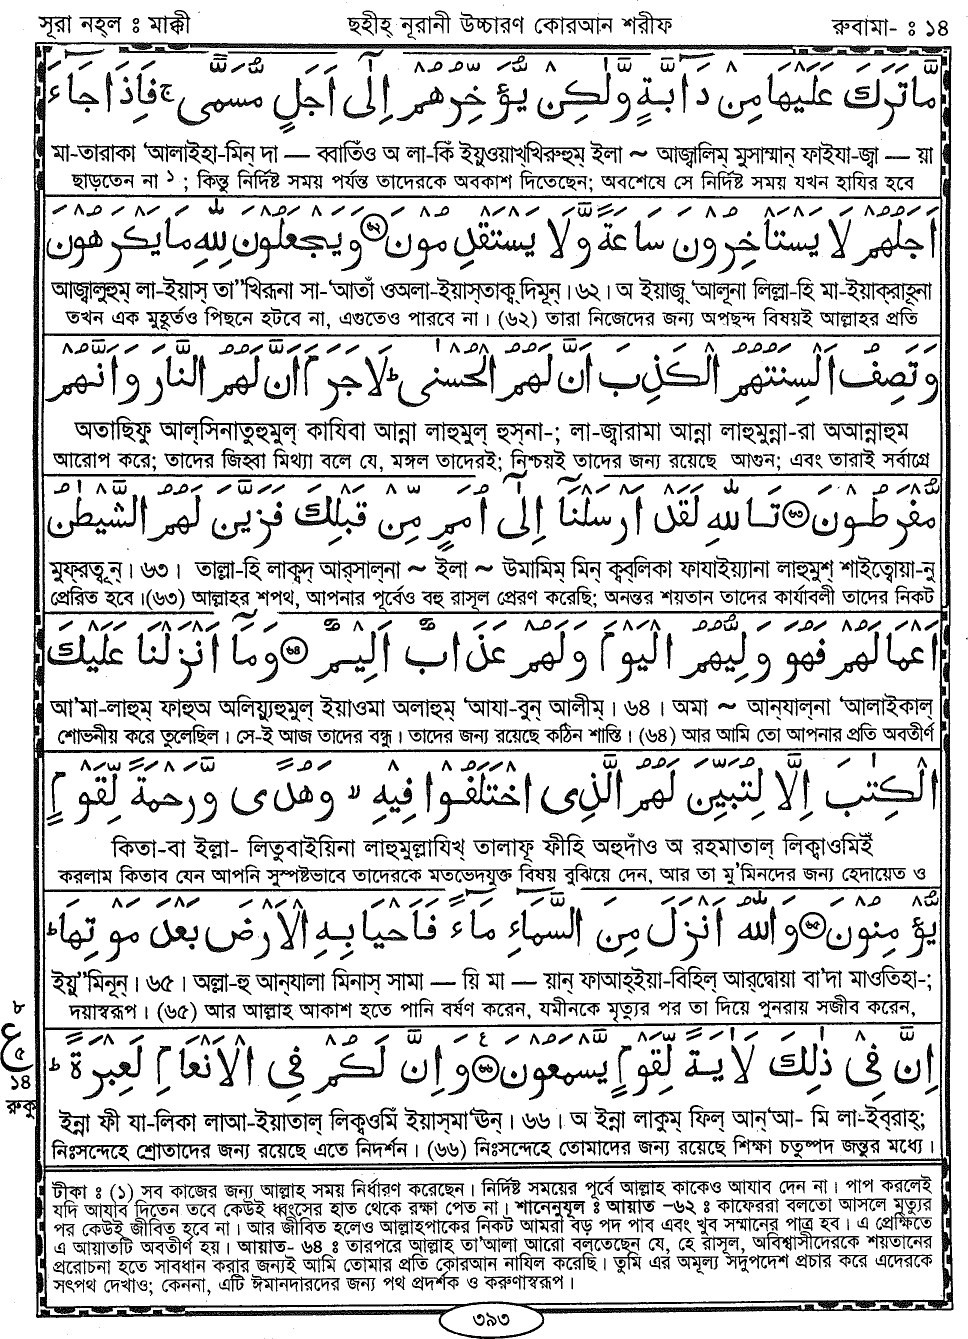 সূরা নহ্‌ল ঃ মাক্কী
ছহীহ্‌ নূরানী উচ্চারণ কোরআন শরীফ
রুবামা- ঃ ১৪
مَّا تَرَكَ عَلَيْهَا مِنْ دَآبَّةٍ وَّلٰكِنْ يُّؤَخِّرُهُمْ اِلٰٓى اَجَلٍ مُّسَمًّى ۚ فَاِذَا جَآءَ
মা-তারাকা ‘আলাইহা-মিন্‌ দা — ব্বাতিঁও অ লা-কিঁ ইয়ুওয়াখ্‌খিরুহুম্‌ ইলা ~ আজ্বালিম্‌ মুসাম্মান্‌ ফাইযা-জ্বা — য়া
ছাড়তেন না ১ ; কিন্তু নির্দিষ্ট সময় পর্যন্ত তাদেরকে অবকাশ দিতেছেন; অবশেষে সে নির্দিষ্ট সময় যখন হাযির হবে
اَجَلُهُمْ لَا يَسْتَاْخِرُوْنَ سَاعَةً وَّلَا يَسْتَقْدِمُوْنَ ﴿٦١﴾ وَيَجْعَلُوْنَ لِلّٰهِ مَا يَكْرَهُوْنَ
আজ্বালুহুম্‌ লা-ইয়াস্‌ তা"খিরূনা সা-‘আতাঁ ওঅলা-ইয়াস্‌তাক্ব্‌ দিমূন্‌। ৬২। অ ইয়াজ্ব্‌ ‘আলূনা লিল্লা-হি মা-ইয়াক্‌রাহূনা
তখন এক মুহূর্তও পিছনে হটবে না, এগুতেও পারবে না। (৬২) তারা নিজেদের জন্য অপছন্দ বিষয়ই আল্লাহর প্রতি
وَتَصِفُ اَلْسِنَتُهُمُ الْكَذِبَ اَنَّ لَهُمُ الْحُسْنٰى ؕ لَا جَرَمَ اَنَّ لَهُمُ النَّارَ وَاَنَّهُمْ
অতাছিফু আল্‌সিনাতুহুমুল্‌ কাযিবা আন্না লাহুমুল্‌ হুস্‌না-; লা-জ্বারামা আন্না লাহুমুন্না-রা অআন্নাহুম
আরোপ করে; তাদের জিহ্বা মিথ্যা বলে যে, মঙ্গল তাদেরই; নিশ্চয়ই তাদের জন্য রয়েছে আগুন; এবং তারাই সর্বাগ্রে
مُّفْرَطُوْنَ ﴿٦٢﴾ تَاللّٰهِ لَقَدْ اَرْسَلْنَآ اِلٰٓى اُمَمٍ مِّنْ قَبْلِكَ فَزَيَّنَ لَهُمُ الشَّيْطٰنُ
মুফ্‌রাত্বূন্‌। ৬৩। তাল্লা-হি লাক্বদ্‌ আর্‌সাল্‌না ~ ইলা ~ উমামিম্‌ মিন্‌ ক্বব্‌লিকা ফাযাইয়্যানা লাহুমুশ্‌ শাইত্বোয়া-নু
প্রেরিত হবে।(৬৩) আল্লাহর শপথ, আপনার পূর্বেও বহু রাসূল প্রেরণ করেছি; অনন্তর শয়তান তাদের কার্যাবলী তাদের নিকট
اَعْمَالَهُمْ فَهُوَ وَلِيُّهُمُ الْيَوْمَ وَلَهُمْ عَذَابٌ اَلِيْمٌ ﴿٦٣﴾ وَمَآ اَنْزَلْنَا عَلَيْكَ
আ’মা-লাহুম্‌ ফাহুঅ অলিয়্যুহুমুল্‌ ইয়াওমা অলাহুম্‌ ‘আযা-বুন্‌ আলীম্‌। ৬৪। অমা ~ আন্‌যাল্‌না ‘আলাইকাল্‌
শোভনীয় করে তুলেছিল। সে-ই আজ তাদের বন্ধু। তাদের জন্য রয়েছে কঠিন শাস্তি। (৬৪) আর আমি তো আপনার প্রতি অবতীর্ণ
الْكِتٰبَ اِلَّا لِتُبَيِّنَ لَهُمُ الَّذِى اخْتَلَفُوْا فِيْهِ ۙ وَهُدًى وَّرَحْمَةً لِّقَوْمٍ
কিতা-বা ইল্লা- লিতুবাইয়িনা লাহুমুল্লাযিখ্‌ তালাফূ ফীহি অহুদাঁও অ রহমাতাল্‌ লিক্বাওমিইঁ
করলাম কিতাব যেন আপনি সুস্পষ্টভাবে তাদেরকে মতভেদযুক্ত বিষয় বুঝিয়ে দেন, আর তা মু’মিনদের জন্য হেদায়েত ও
يُّؤْمِنُوْنَ ﴿٦٤﴾ وَاللّٰهُ اَنْزَلَ مِنَ السَّمَآءِ مَآءً فَاَحْيَا بِهِ الْاَرْضَ بَعْدَ مَوْتِهَا ؕ
ইয়ু"মিনূন্‌। ৬৫। অল্লা-হু আন্‌যালা মিনাস্‌ সামা — য়ি মা — য়ান্‌ ফাআহ্‌ইয়া-বিহিল্‌ আর্‌দ্বোয়া বা’দা মাওতিহা-;
দয়াস্বরূপ। (৬৫) আর আল্লাহ আকাশ হতে পানি বর্ষণ করেন, যমীনকে মৃত্যুর পর তা দিয়ে পুনরায় সজীব করেন,
اِنَّ فِىْ ذٰلِكَ لَاٰيَةً لِّقَوْمٍ يَّسْمَعُوْنَ ﴿٦٥﴾ وَاِنَّ لَكُمْ فِى الْاَنْعَامِ لَعِبْرَةً ؕ
ইন্না ফী যা-লিকা লাআ-ইয়াতাল্‌ লিক্বওমিঁ ইয়াস্‌মা‘ঊন্‌। ৬৬। অ ইন্না লাকুম্‌ ফিল্‌ আন্‌‘আ- মি লা-ইব্‌রাহ্‌;
নিঃসন্দেহে শ্রোতাদের জন্য রয়েছে এতে নিদর্শন। (৬৬) নিঃসন্দেহে তোমাদের জন্য রয়েছে শিক্ষা চতুষ্পদ জন্তুর মধ্যে।
৮
ع
৫
১৪
রুকু
টীকা ঃ (১) সব কাজের জন্য আল্লাহ সময় নির্ধারণ করেছেন। নির্দিষ্ট সময়ের পূর্বে আল্লাহ কাকেও আযাব দেন না। পাপ করলেই
যদি আযাব দিতেন তবে কেউই ধ্বংসের হাত থেকে রক্ষা পেত না। শানেনুযূল ঃ আয়াত -৬২ ঃ কাফেররা বলতো আসলে মৃত্যুর
পর কেউই জীবিত হবে না। আর জীবিত হলেও আল্লাহপাকের নিকট আমরা বড় পদ পাব এবং খুব সম্মানের পাত্র হব। এ প্রেক্ষিতে
এ আয়াতটি অবতীর্ণ হয়। আয়াত- ৬৪ ঃ তারপরে আল্লাহ তা’আলা আরো বলতেছেন যে, হে রাসূল, অবিশ্বাসীদেরকে শয়তানের
প্ররোচনা হতে সাবধান করার জন্যই আমি তোমার প্রতি কোরআন নাযিল করেছি। তুমি এর অমূল্য সদুপদেশ প্রচার করে এদেরকে
সৎপথ দেখাও; কেননা, এটি ঈমানদারদের জন্য পথ প্রদর্শক ও করুণাস্বরূপ।
৩৯৩